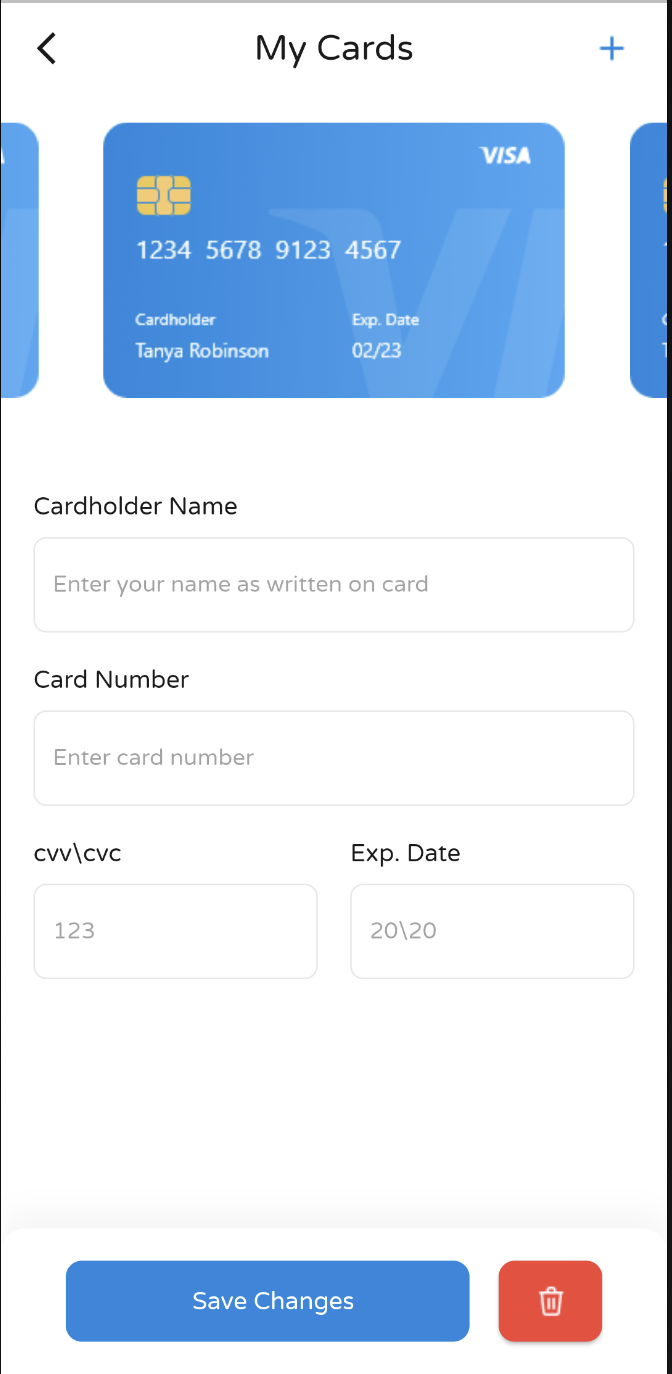 My Cards
VISA
1234 5678 9123 4567
Cardholder Exp. Date
Tanya Robinson 02/23
Cardholder Name
Enter your name as written on card
Card Number
Enter card number
cvv\cvc Exp. Date
123 20\20
Save Changes